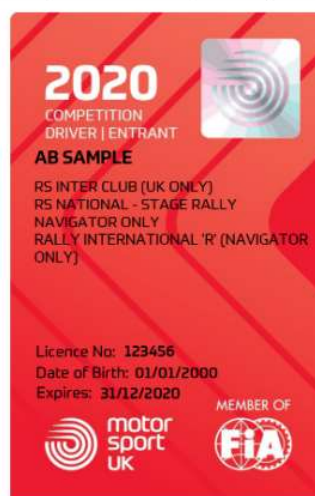 2020
COMPETITION
DRIVER | ENTRANT
AB SAMPLE
RS INTER CLUB (UK ONLY)
RS NATIONAL - STAGE RALLY
NAVIGATOR ONLY
RALLY INTERNATIONAL 'R' (NAVIGATOR
ONLY)
Licence No: 123456
Date of Birth: 01/01/2000
Expires: 31/12/2020
MEMBER OF
motor
sport
UK
FiA